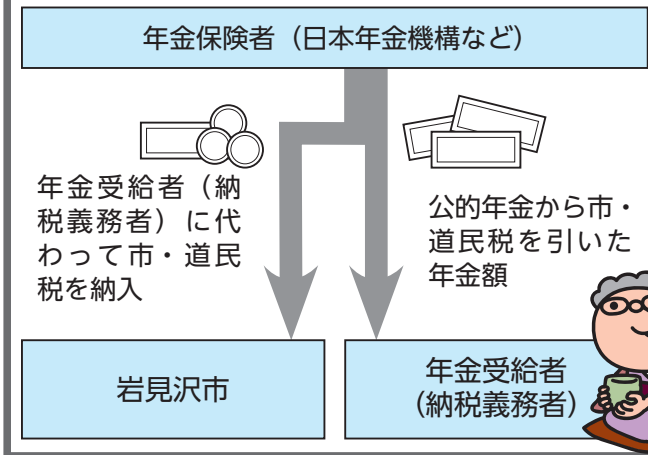 年金保険者（日本年金機構など）
年金受給者（納
税義務者）に代
わって市・道民
税を納入
公的年金から市・
道民税を引いた
年金額
岩見沢市
年金受給者
（納税義務者）